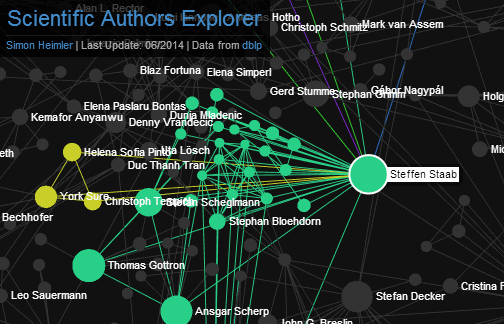 Alan L. Rector
Scientific Authors Explorer
Hotho
Christoph Schmitz
Mark van Assem
Simon Heimler | Last Update: 06/2014 | Data from dblp
Blaz Fortuna
Elena Simperl
Gerd Stumme
Stephan Grimm
Gábor Nagypál
Holg
Elena Paslaru Bontas
Kemafor Anyanwu
Denny Vrandecic
Dunja Mladenic
eth
Helena Sofia Pinto
Uta Lösch
Mic
Duc Thanh Tran
Steffen Staab
York Sure
Christoph Tempich
Stefan Scheglmann
Bechhofer
Stephan Bloehdorn
Thomas Gottron
Leo Sauermann
Stefan Decker
Cristina F
Ansgar Scherp
John G. Breslin